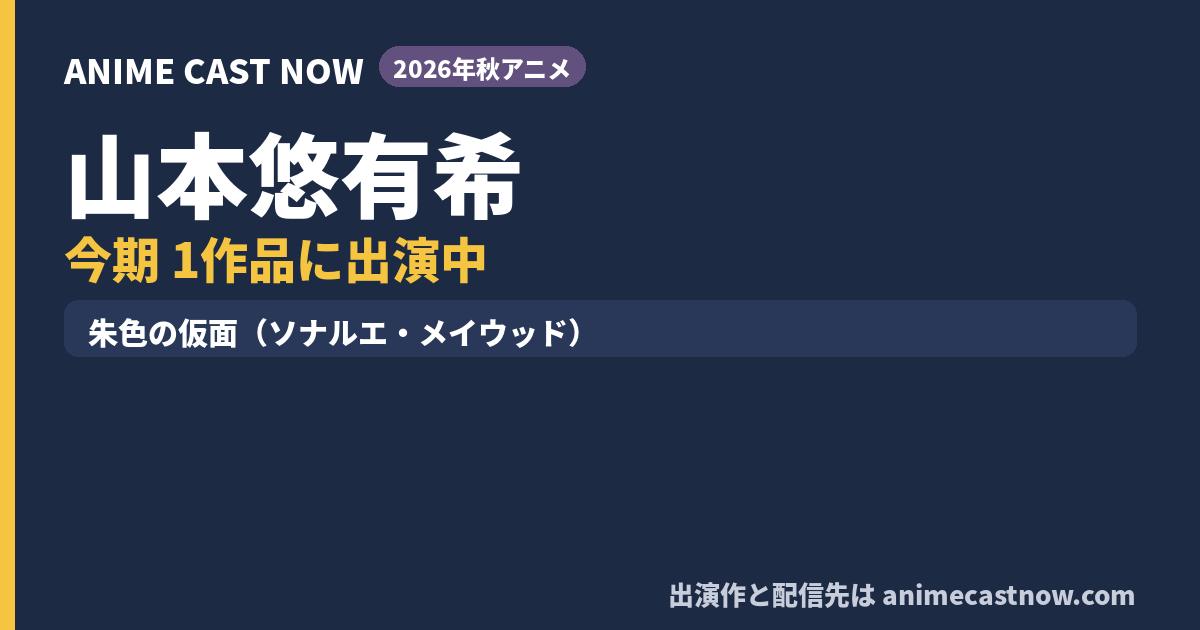 ANIME CAST NOW 2026年秋アニメ
山本悠有希
今期 1作品に出演中
朱色の仮面（ソナルエ・メイウッド）
出演作と配信先は animecastnow.com